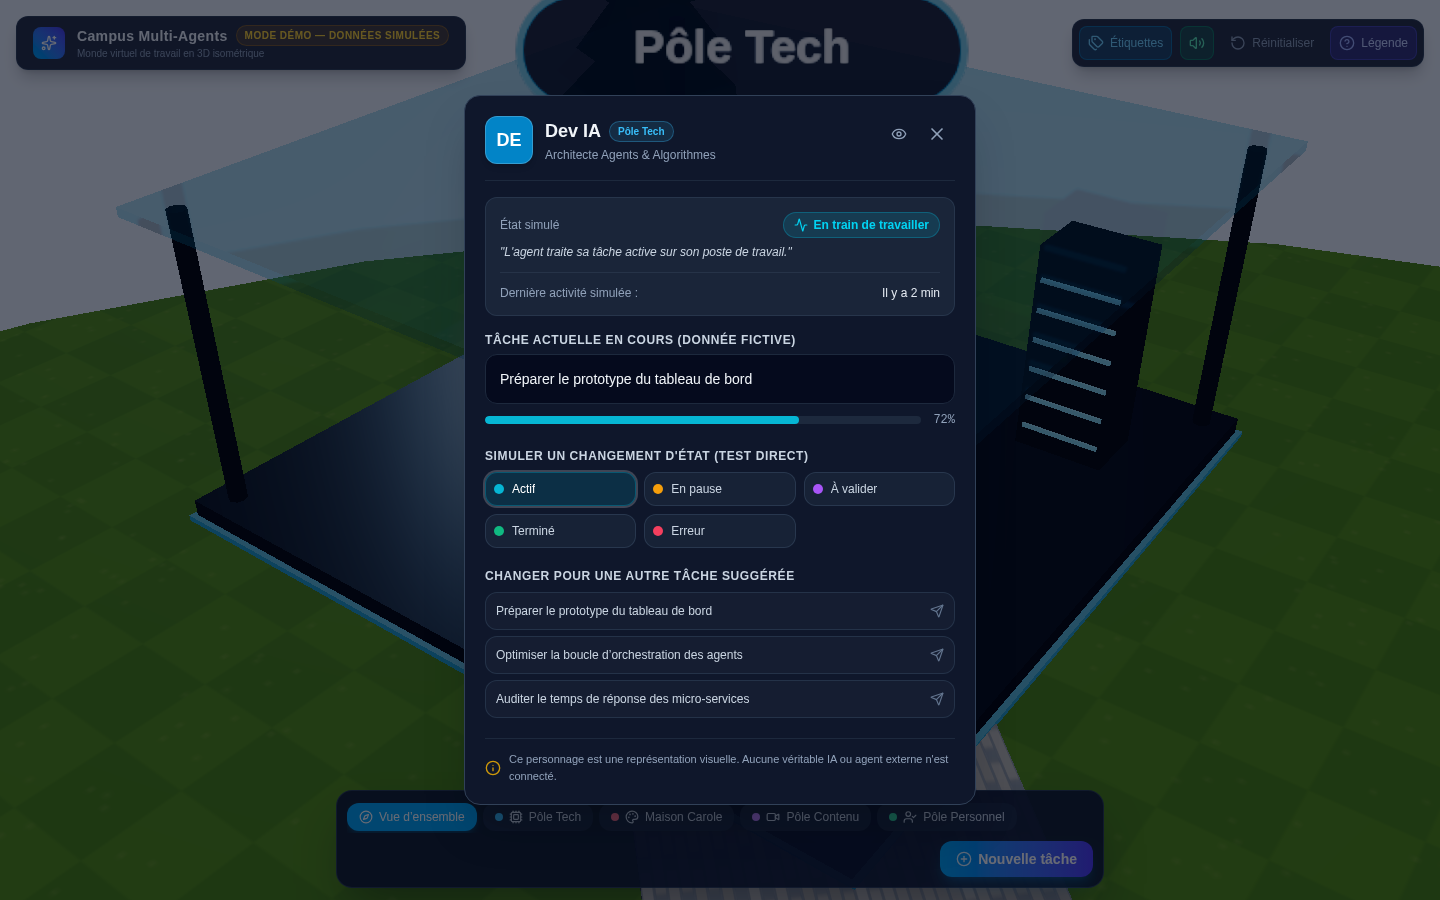 Campus Multi-Agents
MODE DÉMO — DONNÉES SIMULÉES
Monde virtuel de travail en 3D isométrique
Pôle Tech
Étiquettes
Réinitialiser
Légende
DE
Dev IA
Pôle Tech
Architecte Agents & Algorithmes
État simulé
En train de travailler
"L'agent traite sa tâche active sur son poste de travail."
Dernière activité simulée :
Il y a 2 min
TÂCHE ACTUELLE EN COURS (DONNÉE FICTIVE)
Préparer le prototype du tableau de bord
72%
SIMULER UN CHANGEMENT D'ÉTAT (TEST DIRECT)
Actif
En pause
À valider
Terminé
Erreur
CHANGER POUR UNE AUTRE TÂCHE SUGGÉRÉE
Préparer le prototype du tableau de bord
Optimiser la boucle d’orchestration des agents
Auditer le temps de réponse des micro-services
Ce personnage est une représentation visuelle. Aucune véritable IA ou agent externe n'est
connecté.
Vue d’ensemble
Pôle Tech
Maison Carole
Pôle Contenu
Pôle Personnel
Nouvelle tâche